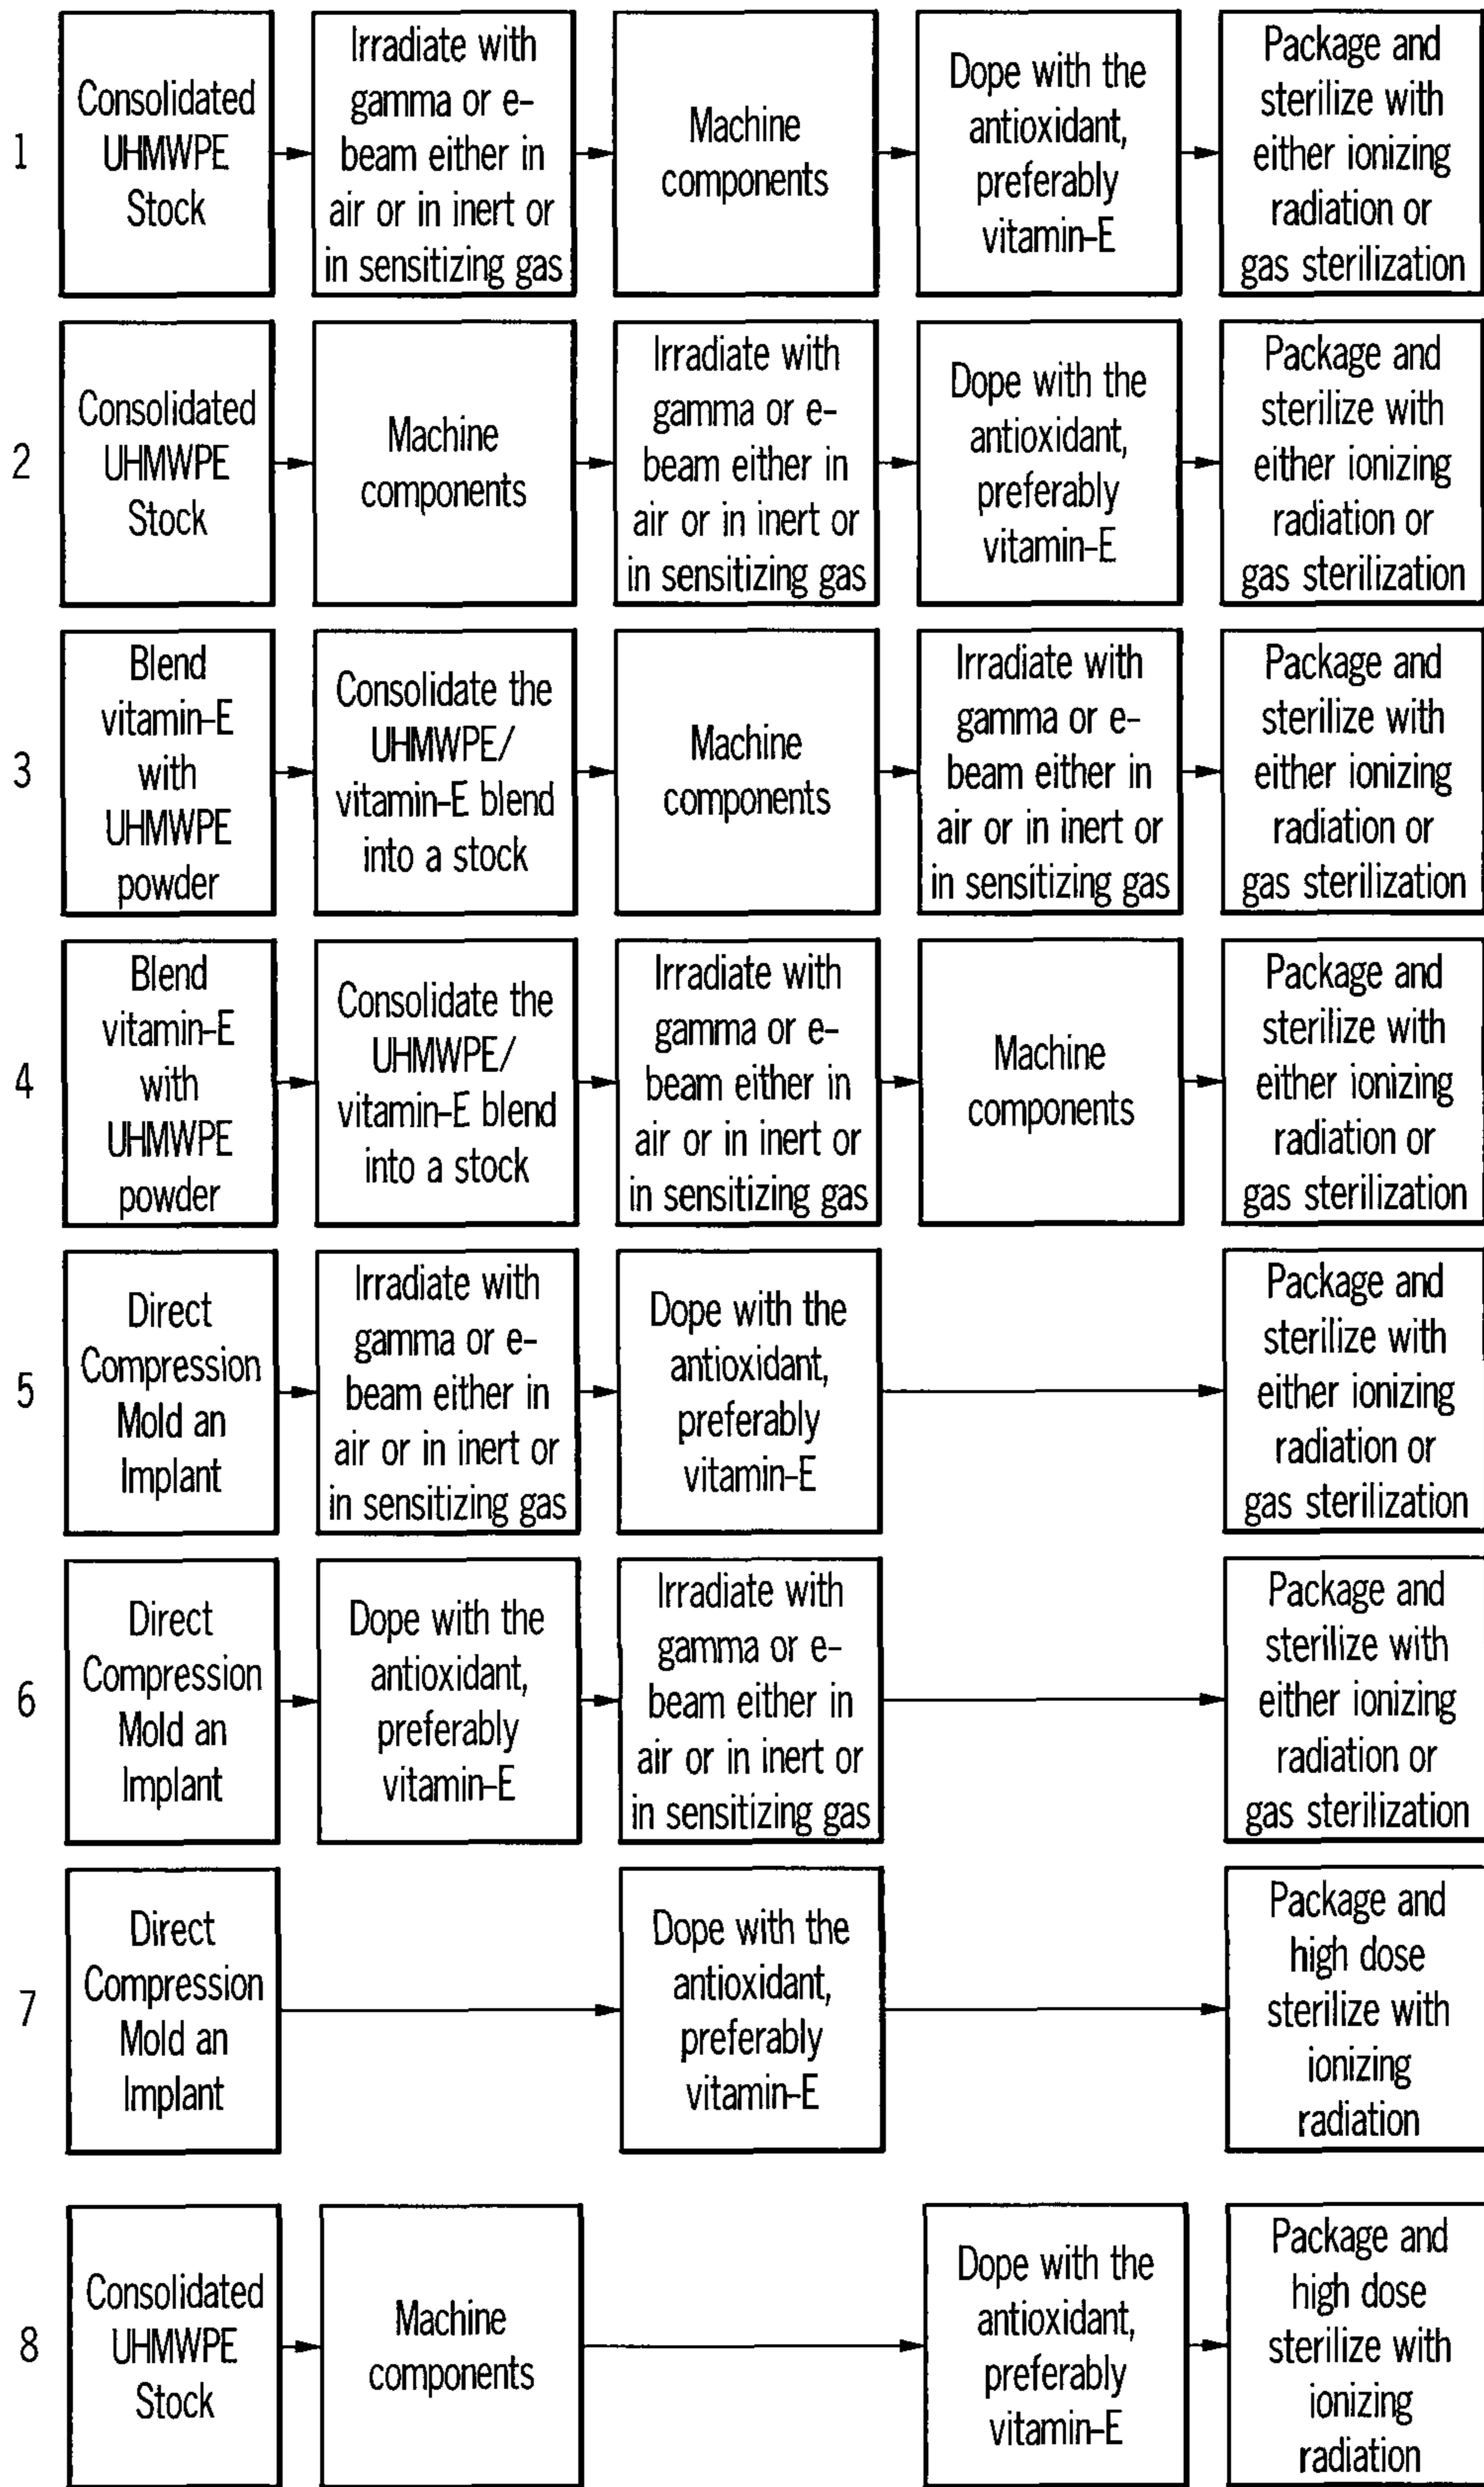 1
Consolidated
UHMWPE
Stock
Irradiate with
gamma or e-
beam either in
air or in inert or
in sensitizing gas
Machine
components
Dope with the
antioxidant,
preferably
vitamin-E
Package and
sterilize with
either ionizing
radiation or
gas sterilization
2
Consolidated
UHMWPE
Stock
Machine
components
Irradiate with
gamma or e-
beam either in
air or in inert or
in sensitizing gas
Dope with the
antioxidant,
preferably
vitamin-E
Package and
sterilize with
either ionizing
radiation or
gas sterilization
3
Blend
vitamin-E
with
UHMWPE
powder
Consolidate the
UHMWPE/
vitamin-E blend
into a stock
Machine
components
Irradiate with
gamma or e-
beam either in
air or in inert or
in sensitizing gas
Package and
sterilize with
either ionizing
radiation or
gas sterilization
4
Blend
vitamin-E
with
UHMWPE
powder
Consolidate the
UHMWPE/
vitamin-E blend
into a stock
Irradiate with
gamma or e-
beam either in
air or in inert or
in sensitizing gas
Machine
components
Package and
sterilize with
either ionizing
radiation or
gas sterilization
5
Direct
Compression
Mold an
Implant
Irradiate with
gamma or e-
beam either in
air or in inert or
in sensitizing gas
Dope with the
antioxidant,
preferably
vitamin-E
Package and
sterilize with
either ionizing
radiation or
gas sterilization
6
Direct
Compression
Mold an
Implant
Dope with the
antioxidant,
preferably
vitamin-E
Irradiate with
gamma or e-
beam either in
air or in inert or
in sensitizing gas
Package and
sterilize with
either ionizing
radiation or
gas sterilization
7
Direct
Compression
Mold an
Implant
Dope with the
antioxidant,
preferably
vitamin-E
Package and
high dose
sterilize with
ionizing
radiation
8
Consolidated
UHMWPE
Stock
Machine
components
Dope with the
antioxidant,
preferably
vitamin-E
Package and
high dose
sterilize with
ionizing
radiation